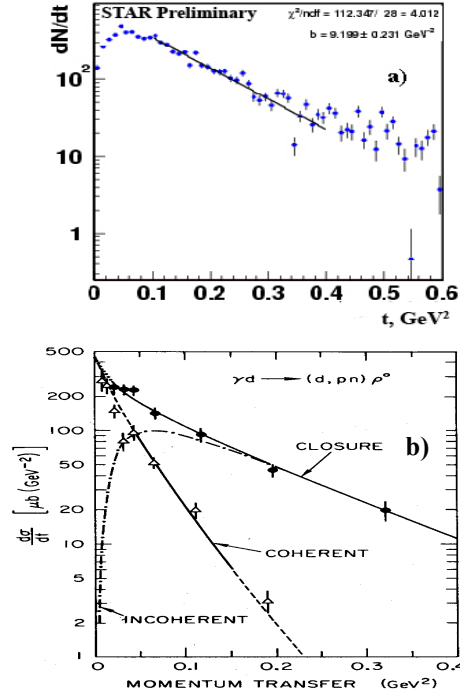 STAR Preliminary
χ²/ndf = 112.347/ 28 = 4.012
b = 9.199± 0.231 GeV⁻²
dN/dt
a)
10²
10
1
0 0.1 0.2 0.3 0.4 0.5 0.6
t, GeV²
γd → (d, pn) ρ°
b)
500
200
100
50
20
10
5
2
1
dσ/dt [μb (GeV⁻²)]
CLOSURE
COHERENT
INCOHERENT
0 0.1 0.2 0.3 0.4
MOMENTUM TRANSFER (GeV²)